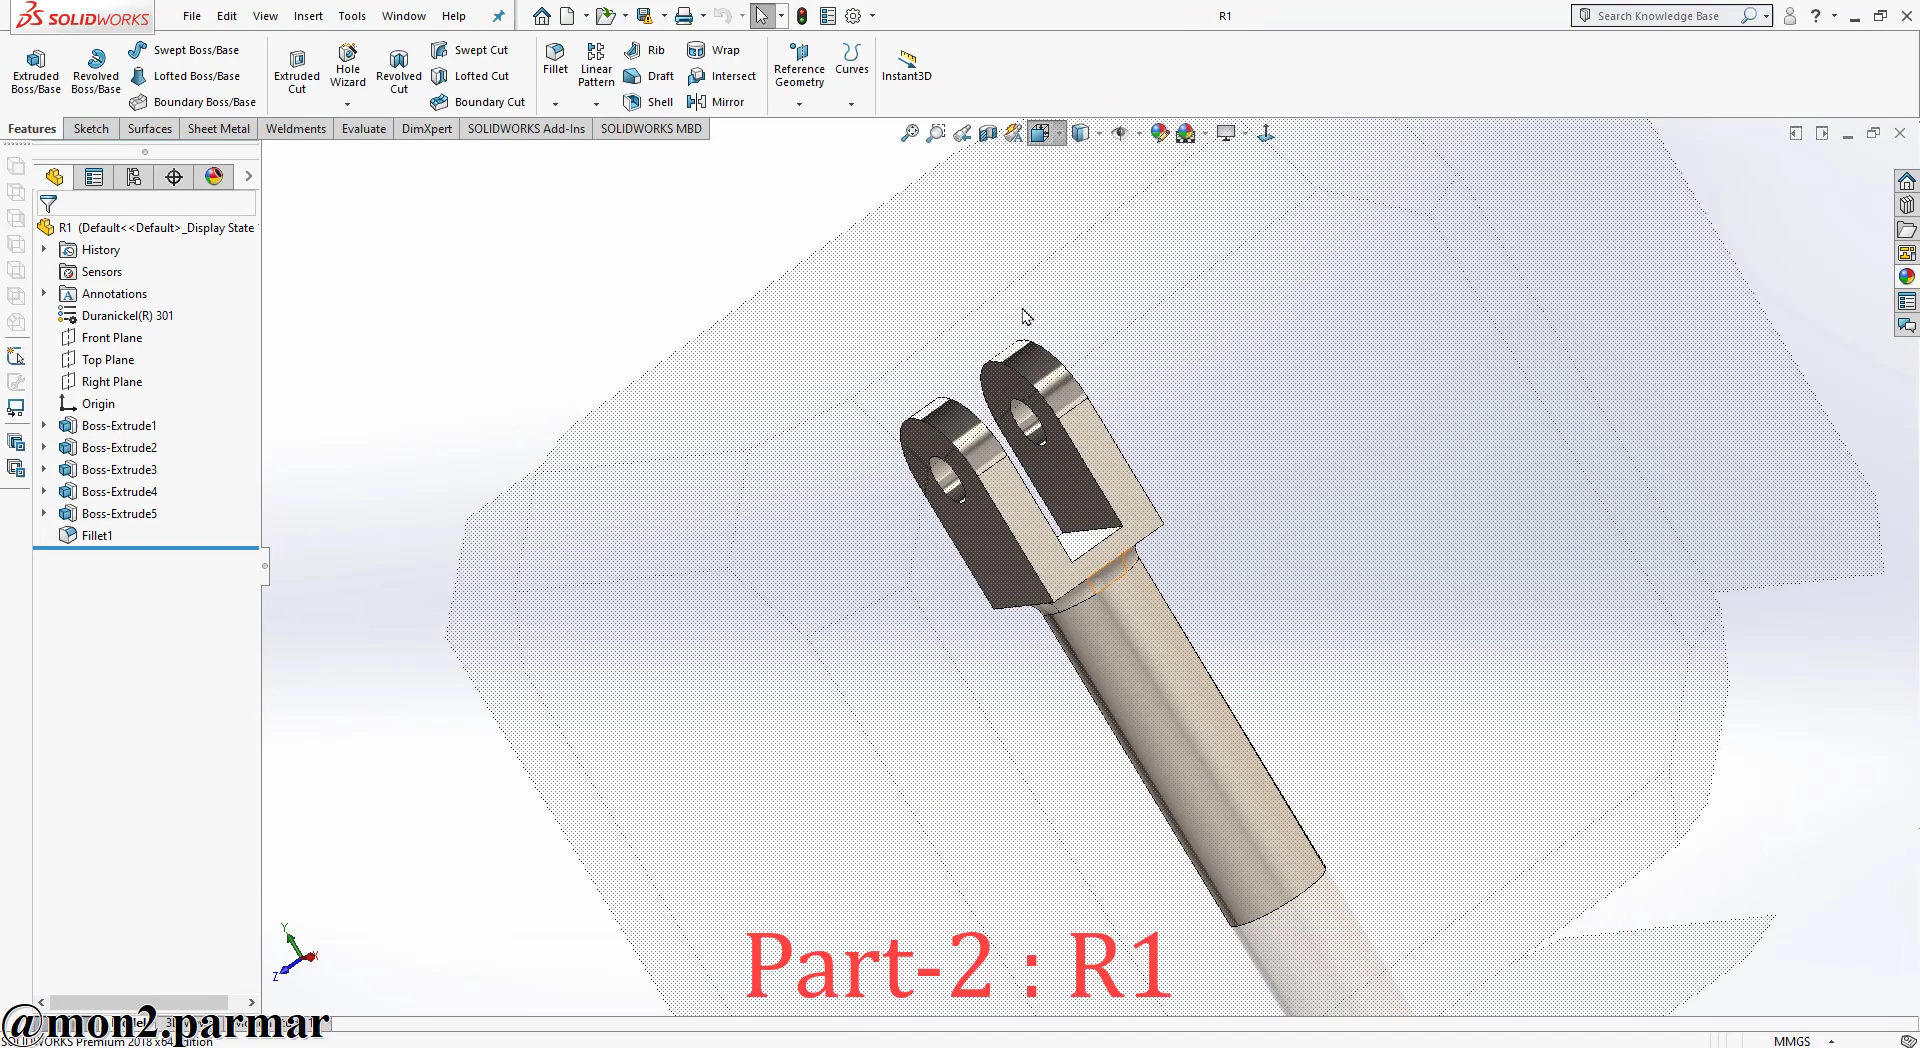 SOLIDWORKS
File Edit View Insert Tools Window Help
R1
Search Knowledge Base
Extruded Boss/Base
Revolved Boss/Base
Swept Boss/Base
Lofted Boss/Base
Boundary Boss/Base
Extruded Cut
Hole Wizard
Revolved Cut
Swept Cut
Lofted Cut
Boundary Cut
Fillet
Linear Pattern
Rib
Draft
Shell
Wrap
Intersect
Mirror
Reference Geometry
Curves
Instant3D
Features Sketch Surfaces Sheet Metal Weldments Evaluate DimXpert SOLIDWORKS Add-Ins SOLIDWORKS MBD
R1 (Default<<Default>_Display State
History
Sensors
Annotations
Duranickel(R) 301
Front Plane
Top Plane
Right Plane
Origin
Boss-Extrude1
Boss-Extrude2
Boss-Extrude3
Boss-Extrude4
Boss-Extrude5
Fillet1
Y
X
Z
Part-2 : R1
@mon2.parmar
SOLIDWORKS Premium 2018 x64 Edition
MMGS